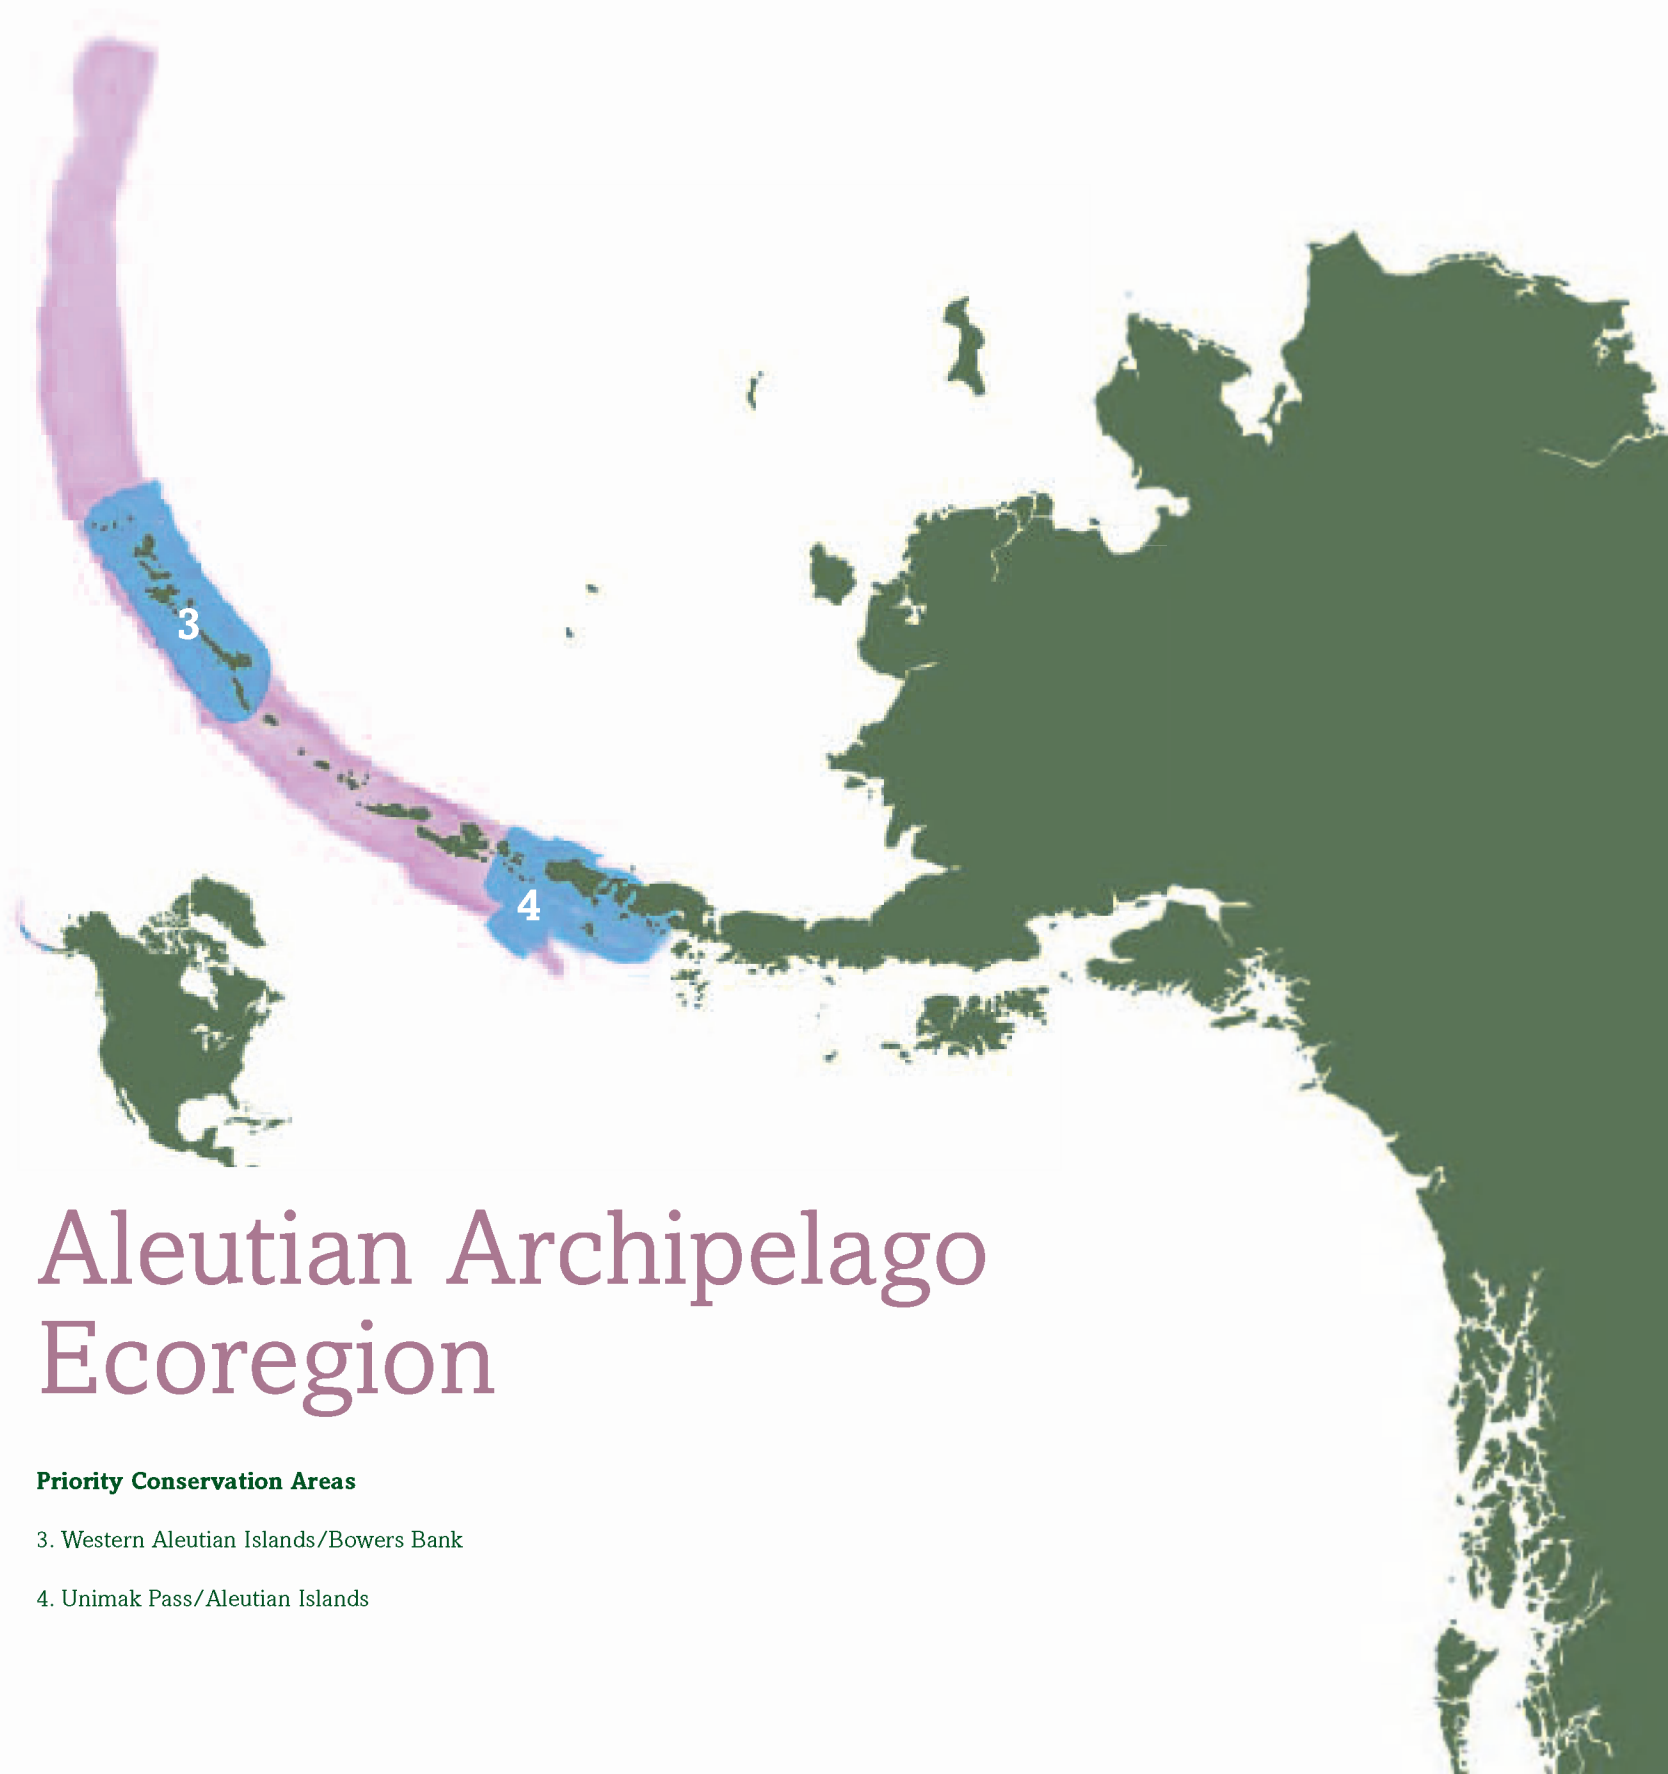 3
4
Aleutian Archipelago
Ecoregion
Priority Conservation Areas
3. Western Aleutian Islands/Bowers Bank
4. Unimak Pass/Aleutian Islands